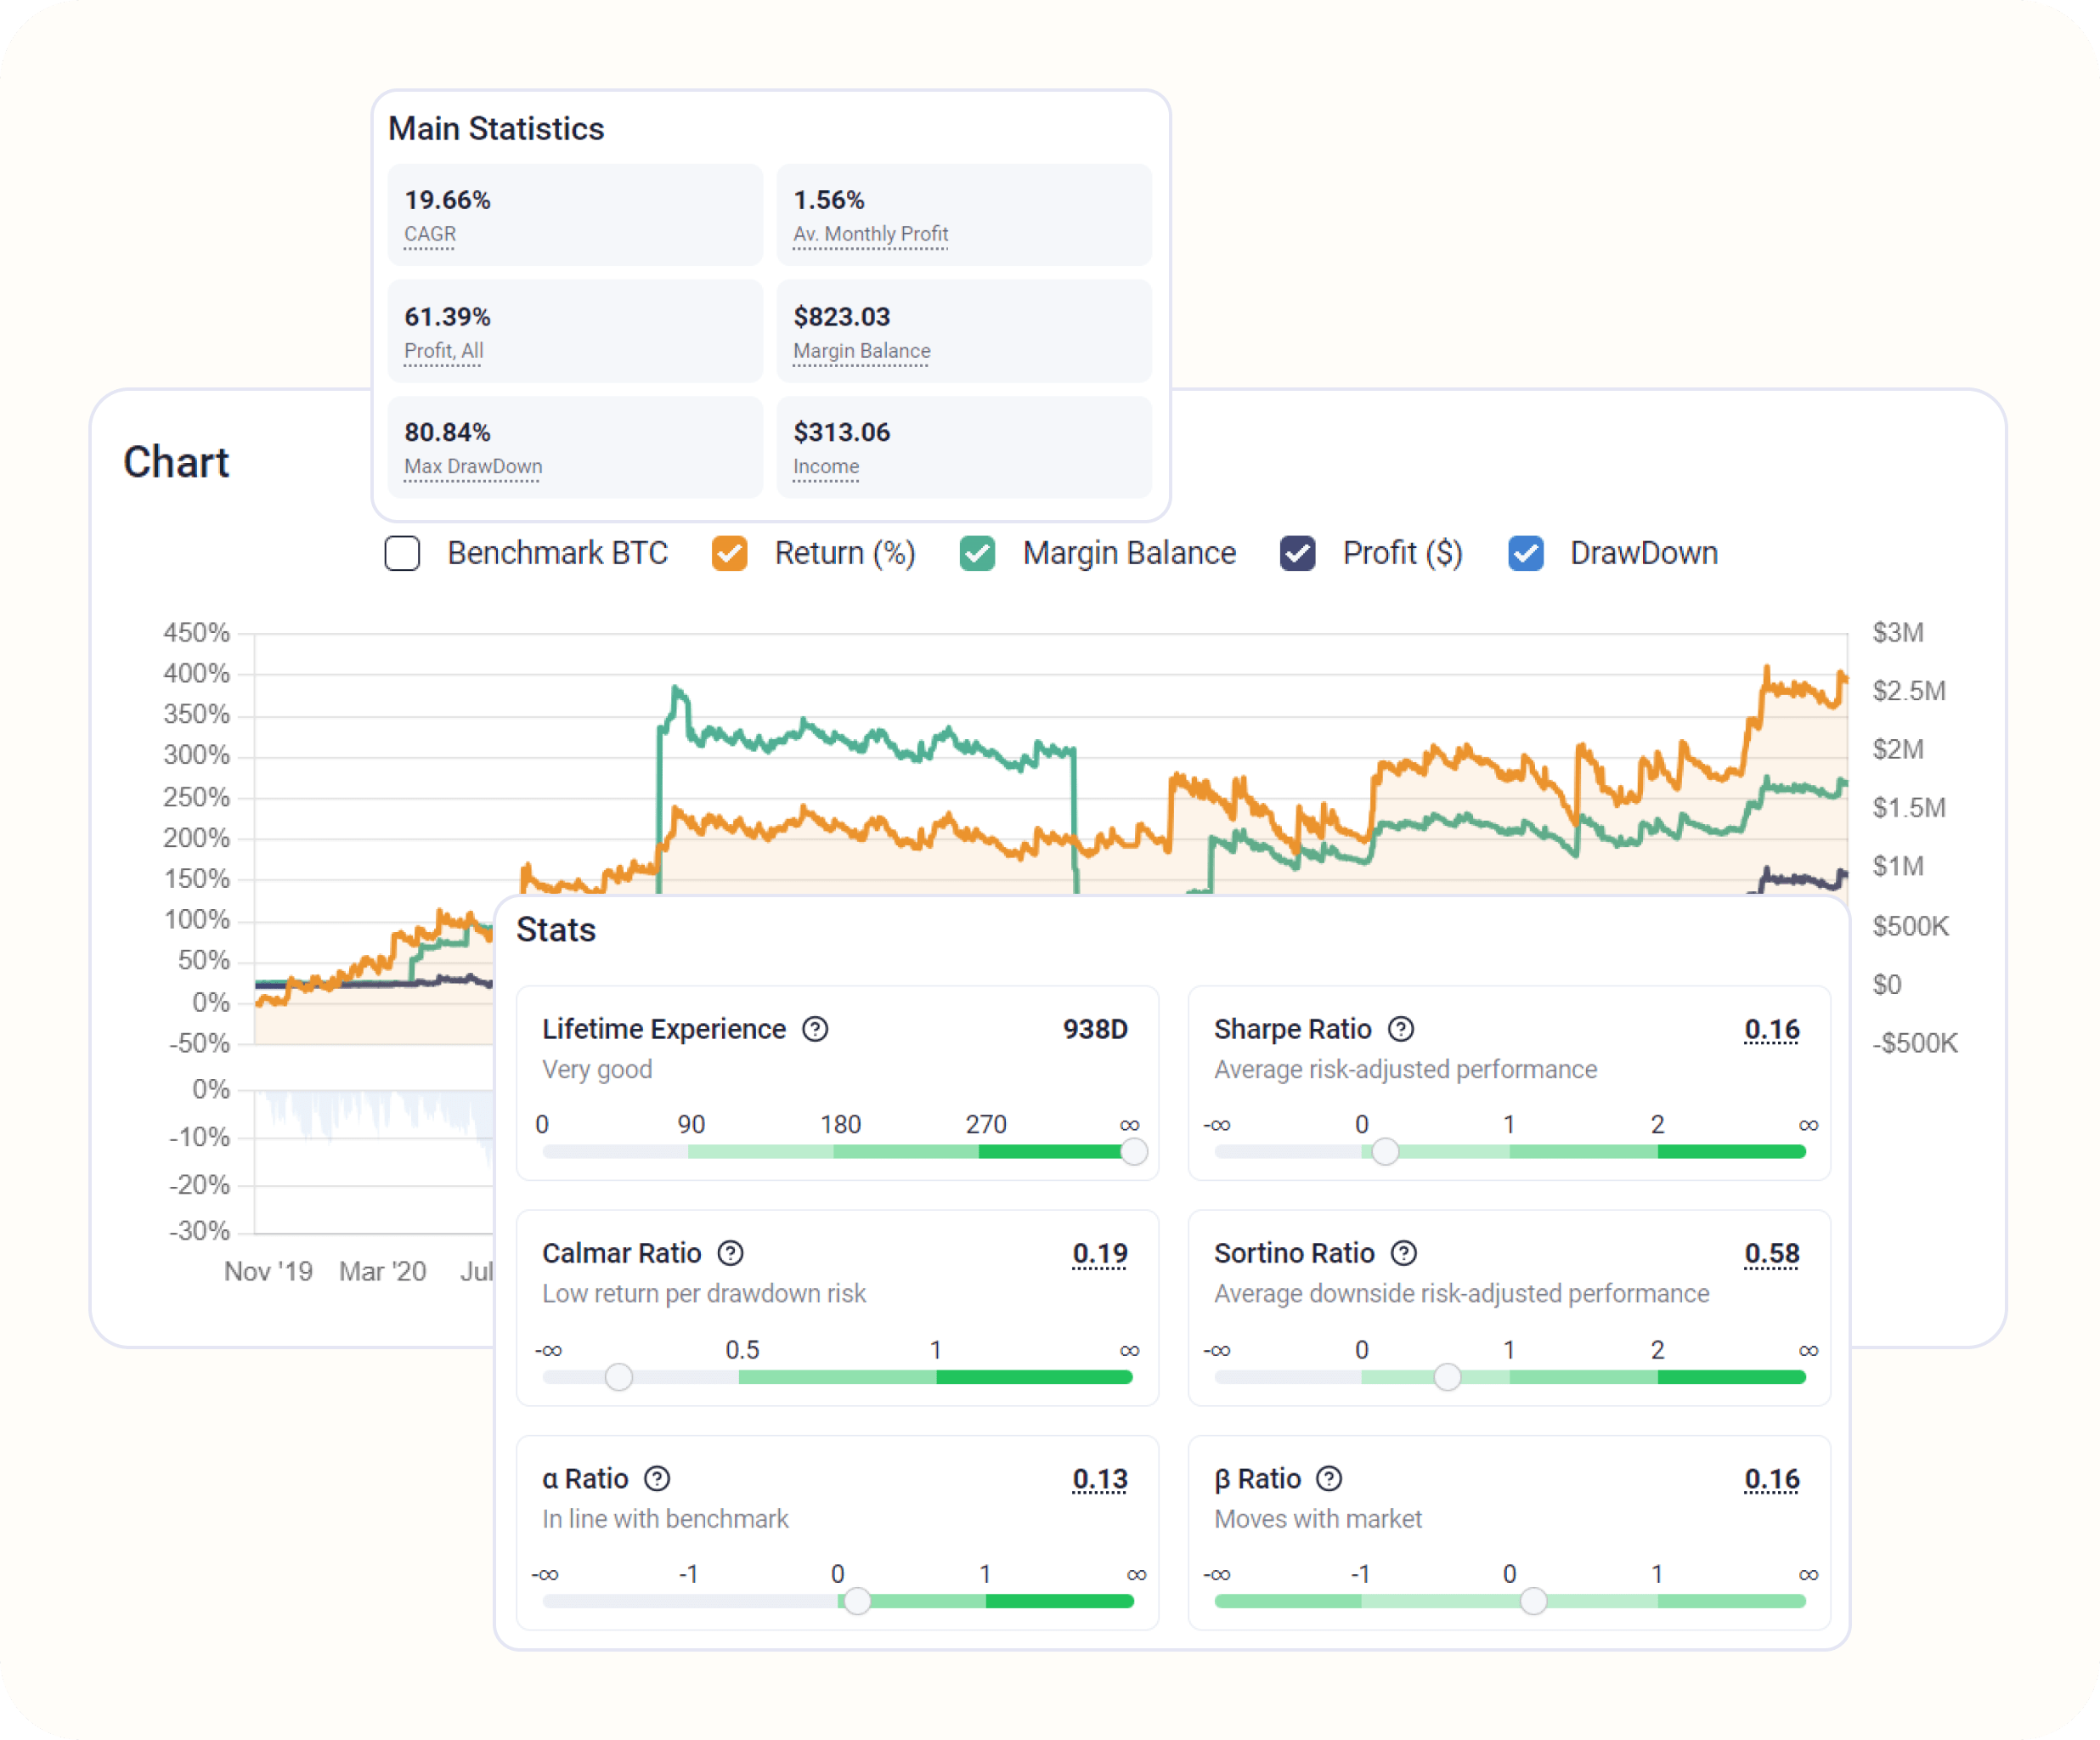 Main Statistics
19.66%
CAGR
1.56%
Av. Monthly Profit
61.39%
Profit, All
$823.03
Margin Balance
80.84%
Max DrawDown
$313.06
Income
Chart
Benchmark BTC Return (%) Margin Balance Profit ($) DrawDown
450% $3M
400%
350% $2.5M
300% $2M
250%
200% $1.5M
150% $1M
100% $500K
50%
0% $0
-50% -$500K
0%
-10%
-20%
-30%
Nov '19 Mar '20 Jul
Stats
Lifetime Experience ? 938D
Very good
0 90 180 270 ∞
Sharpe Ratio ? 0.16
Average risk-adjusted performance
-∞ 0 1 2 ∞
Calmar Ratio ? 0.19
Low return per drawdown risk
-∞ 0.5 1 ∞
Sortino Ratio ? 0.58
Average downside risk-adjusted performance
-∞ 0 1 2 ∞
α Ratio ? 0.13
In line with benchmark
-∞ -1 0 1 ∞
β Ratio ? 0.16
Moves with market
-∞ -1 0 1 ∞